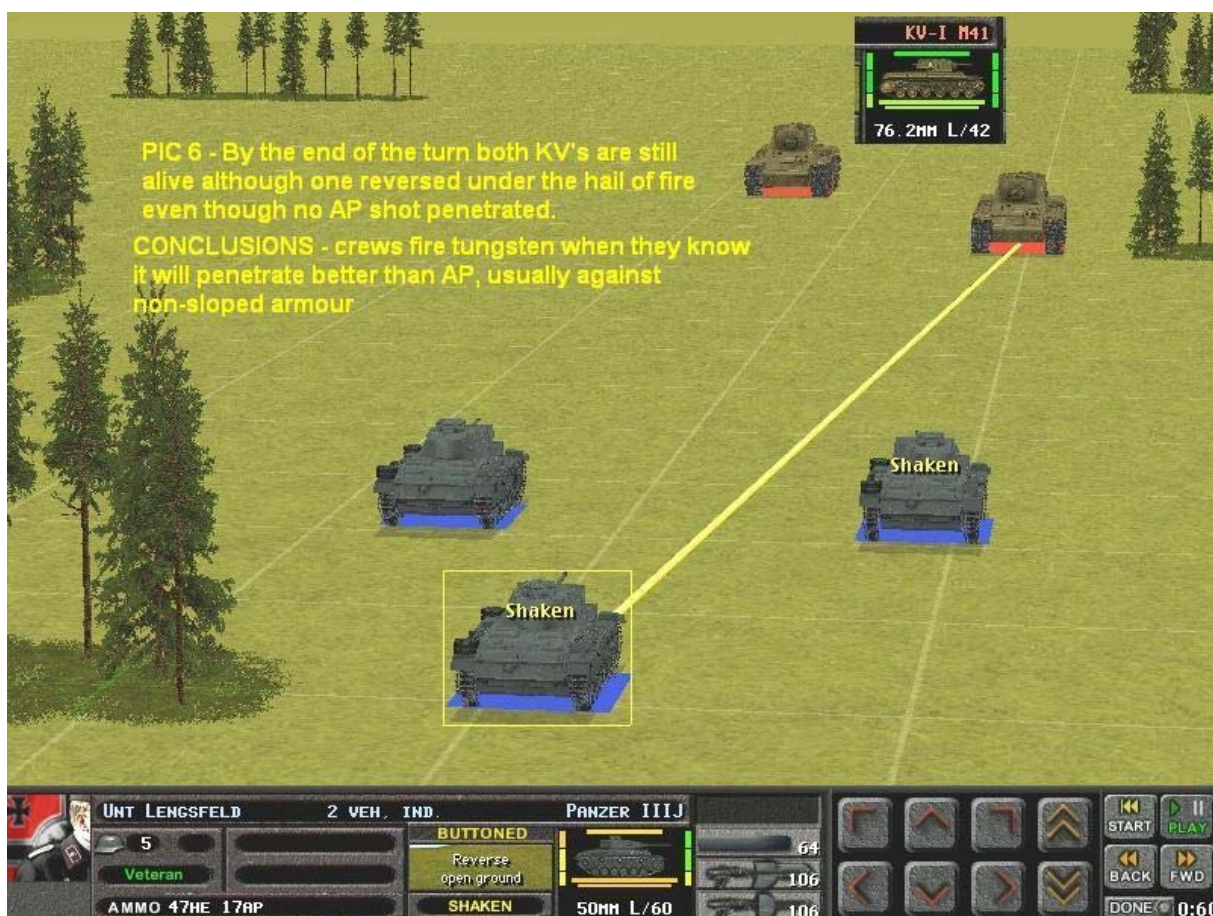 KV-I M41
76.2MM L/42
PIC 6 - By the end of the turn both KV's are still
alive although one reversed under the hail of fire
even though no AP shot penetrated.
CONCLUSIONS - crews fire tungsten when they know
it will penetrate better than AP, usually against
non-sloped armour
Shaken
Shaken
UNT LENGSFELD 2 VEH, IND. PANZER IIIJ
5
Veteran
AMMO 47HE 17AP
BUTTONED
Reverse
open ground
SHAKEN
50MM L/60
64
106
106
START PLAY
BACK FWD
DONE 0:60